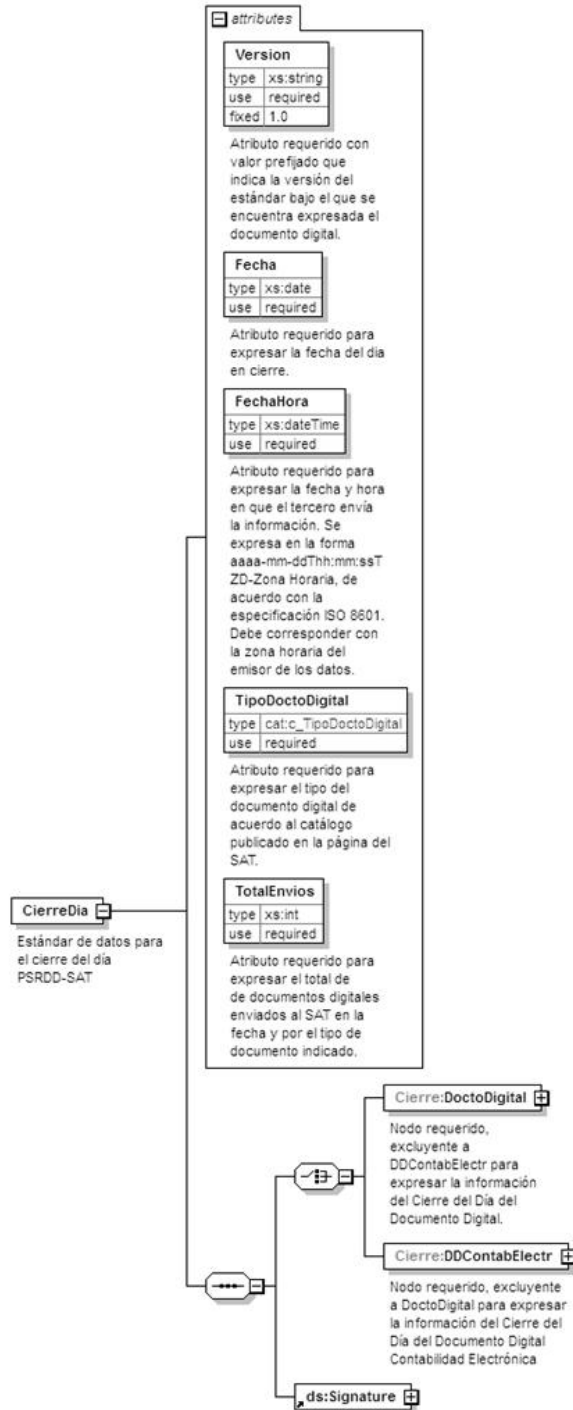 attributes
Version
type xs:string
use required
fixed 1.0
Atributo requerido con
valor prefijado que
indica la versión del
estándar bajo el que se
encuentra expresada el
documento digital.
Fecha
type xs:date
use required
Atributo requerido para
expresar la fecha del dia
en cierre.
FechaHora
type xs:dateTime
use required
Atributo requerido para
expresar la fecha y hora
en que el tercero envía
la información. Se
expresa en la forma
aaaa-mm-ddThh:mm:ssT
ZD-Zona Horaria, de
acuerdo con la
especificación ISO 8601.
Debe corresponder con
la zona horaria del
emisor de los datos.
TipoDoctoDigital
type cat:c_TipoDoctoDigital
use required
Atributo requerido para
expresar el tipo del
documento digital de
acuerdo al catálogo
publicado en la página del
SAT.
TotalEnvios
type xs:int
use required
Atributo requerido para
expresar el total de
de documentos digitales
enviados al SAT en la
fecha y por el tipo de
documento indicado.
CierreDia
Estándar de datos para
el cierre del día
PSRDD-SAT
Cierre:DoctoDigital
Nodo requerido,
excluyente a
DDContabElectr para
expresar la información
del Cierre del Día del
Documento Digital.
Cierre:DDContabElectr
Nodo requerido, excluyente
a DoctoDigital para expresar
la información del Cierre del
Día del Documento Digital
Contabilidad Electrónica
ds:Signature